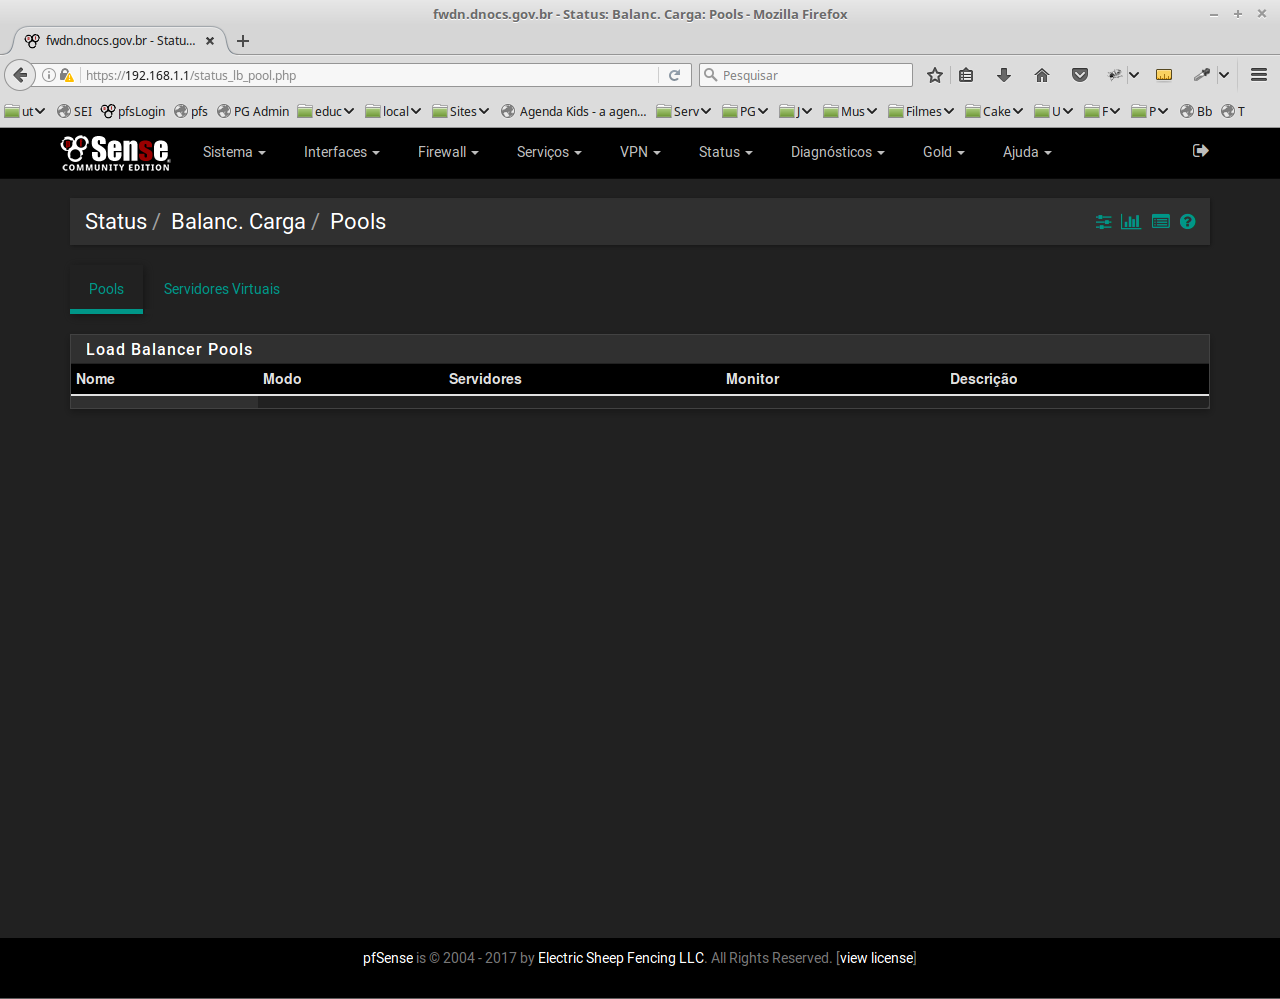 fwdn.dnocs.gov.br - Status: Balanc. Carga: Pools - Mozilla Firefox
fwdn.dnocs.gov.br - Statu...
https://192.168.1.1/status_lb_pool.php Pesquisar
ut SEI pfsLogin pfs PG Admin educ local Sites Agenda Kids - a agen... Serv PG J Mus Filmes Cake U F P Bb T
Sense Sistema Interfaces Firewall Serviços VPN Status Diagnósticos Gold Ajuda
COMMUNITY EDITION
Status / Balanc. Carga / Pools
Pools Servidores Virtuais
Load Balancer Pools
Nome Modo Servidores Monitor Descrição
pfSense is © 2004 - 2017 by Electric Sheep Fencing LLC. All Rights Reserved. [view license]